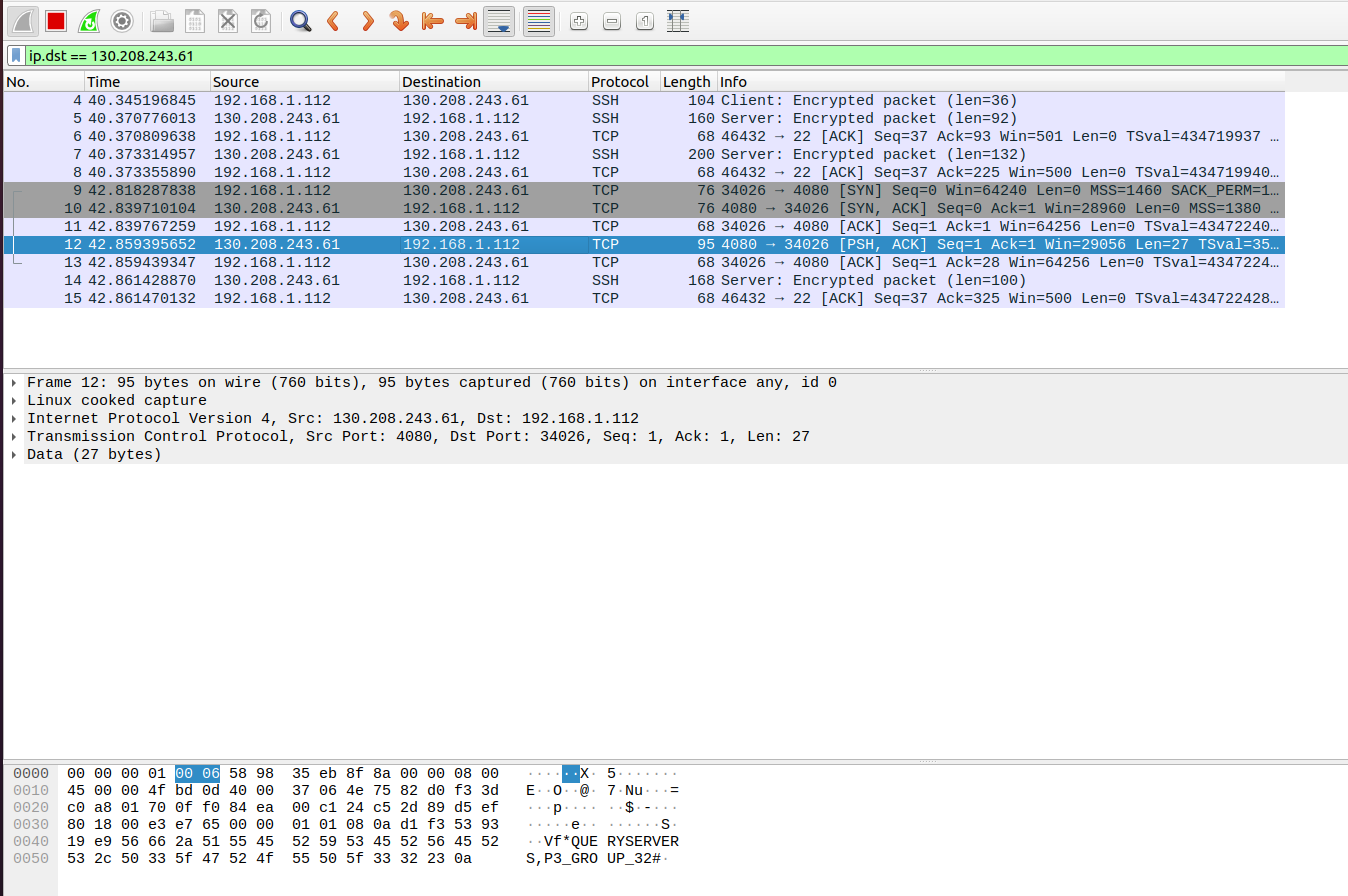 ip.dst == 130.208.243.61
No. Time Source Destination Protocol Length Info
4 40.345196845 192.168.1.112 130.208.243.61 SSH 104 Client: Encrypted packet (len=36)
5 40.370776013 130.208.243.61 192.168.1.112 SSH 160 Server: Encrypted packet (len=92)
6 40.370809638 192.168.1.112 130.208.243.61 TCP 68 46432 → 22 [ACK] Seq=37 Ack=93 Win=501 Len=0 TSval=434719937 …
7 40.373314957 130.208.243.61 192.168.1.112 SSH 200 Server: Encrypted packet (len=132)
8 40.373355890 192.168.1.112 130.208.243.61 TCP 68 46432 → 22 [ACK] Seq=37 Ack=225 Win=500 Len=0 TSval=434719940…
9 42.818287838 192.168.1.112 130.208.243.61 TCP 76 34026 → 4080 [SYN] Seq=0 Win=64240 Len=0 MSS=1460 SACK_PERM=1…
10 42.839710104 130.208.243.61 192.168.1.112 TCP 76 4080 → 34026 [SYN, ACK] Seq=0 Ack=1 Win=28960 Len=0 MSS=1380 …
11 42.839767259 192.168.1.112 130.208.243.61 TCP 68 34026 → 4080 [ACK] Seq=1 Ack=1 Win=64256 Len=0 TSval=43472240…
12 42.859395652 130.208.243.61 192.168.1.112 TCP 95 4080 → 34026 [PSH, ACK] Seq=1 Ack=1 Win=29056 Len=27 TSval=35…
13 42.859439347 192.168.1.112 130.208.243.61 TCP 68 34026 → 4080 [ACK] Seq=1 Ack=28 Win=64256 Len=0 TSval=4347224…
14 42.861428870 130.208.243.61 192.168.1.112 SSH 168 Server: Encrypted packet (len=100)
15 42.861470132 192.168.1.112 130.208.243.61 TCP 68 46432 → 22 [ACK] Seq=37 Ack=325 Win=500 Len=0 TSval=434722428…
Frame 12: 95 bytes on wire (760 bits), 95 bytes captured (760 bits) on interface any, id 0
Linux cooked capture
Internet Protocol Version 4, Src: 130.208.243.61, Dst: 192.168.1.112
Transmission Control Protocol, Src Port: 4080, Dst Port: 34026, Seq: 1, Ack: 1, Len: 27
Data (27 bytes)
0000 00 00 00 01 00 06 58 98 35 eb 8f 8a 00 00 08 00 ······X· 5·······
0010 45 00 00 4f bd 0d 40 00 37 06 4e 75 82 d0 f3 3d E··O··@· 7·Nu···=
0020 c0 a8 01 70 0f f0 84 ea 00 c1 24 c5 2d 89 d5 ef ···p···· ··$·-···
0030 80 18 00 e3 e7 65 00 00 01 01 08 0a d1 f3 53 93 ·····e·· ······S·
0040 19 e9 56 66 2a 51 55 45 52 59 53 45 52 56 45 52 ··Vf*QUE RYSERVER
0050 53 2c 50 33 5f 47 52 4f 55 50 5f 33 32 23 0a S,P3_GRO UP_32#·